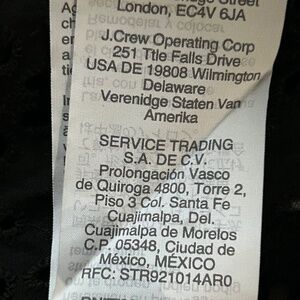 London, EC4V 6JA
J.Crew Operating Corp
251 Ttle Falls Drive
USA DE 19808 Wilmington
Delaware
Verenidge Staten Van
Amerika
SERVICE TRADING
S.A. DE C.V.
Prolongación Vasco
de Quiroga 4800, Torre 2,
Piso 3 Col. Santa Fe
Cuajimalpa, Del.
Cuajimalpa de Morelos
C.P. 05348, Ciudad de
México, MÉXICO
RFC: STR921014AR0